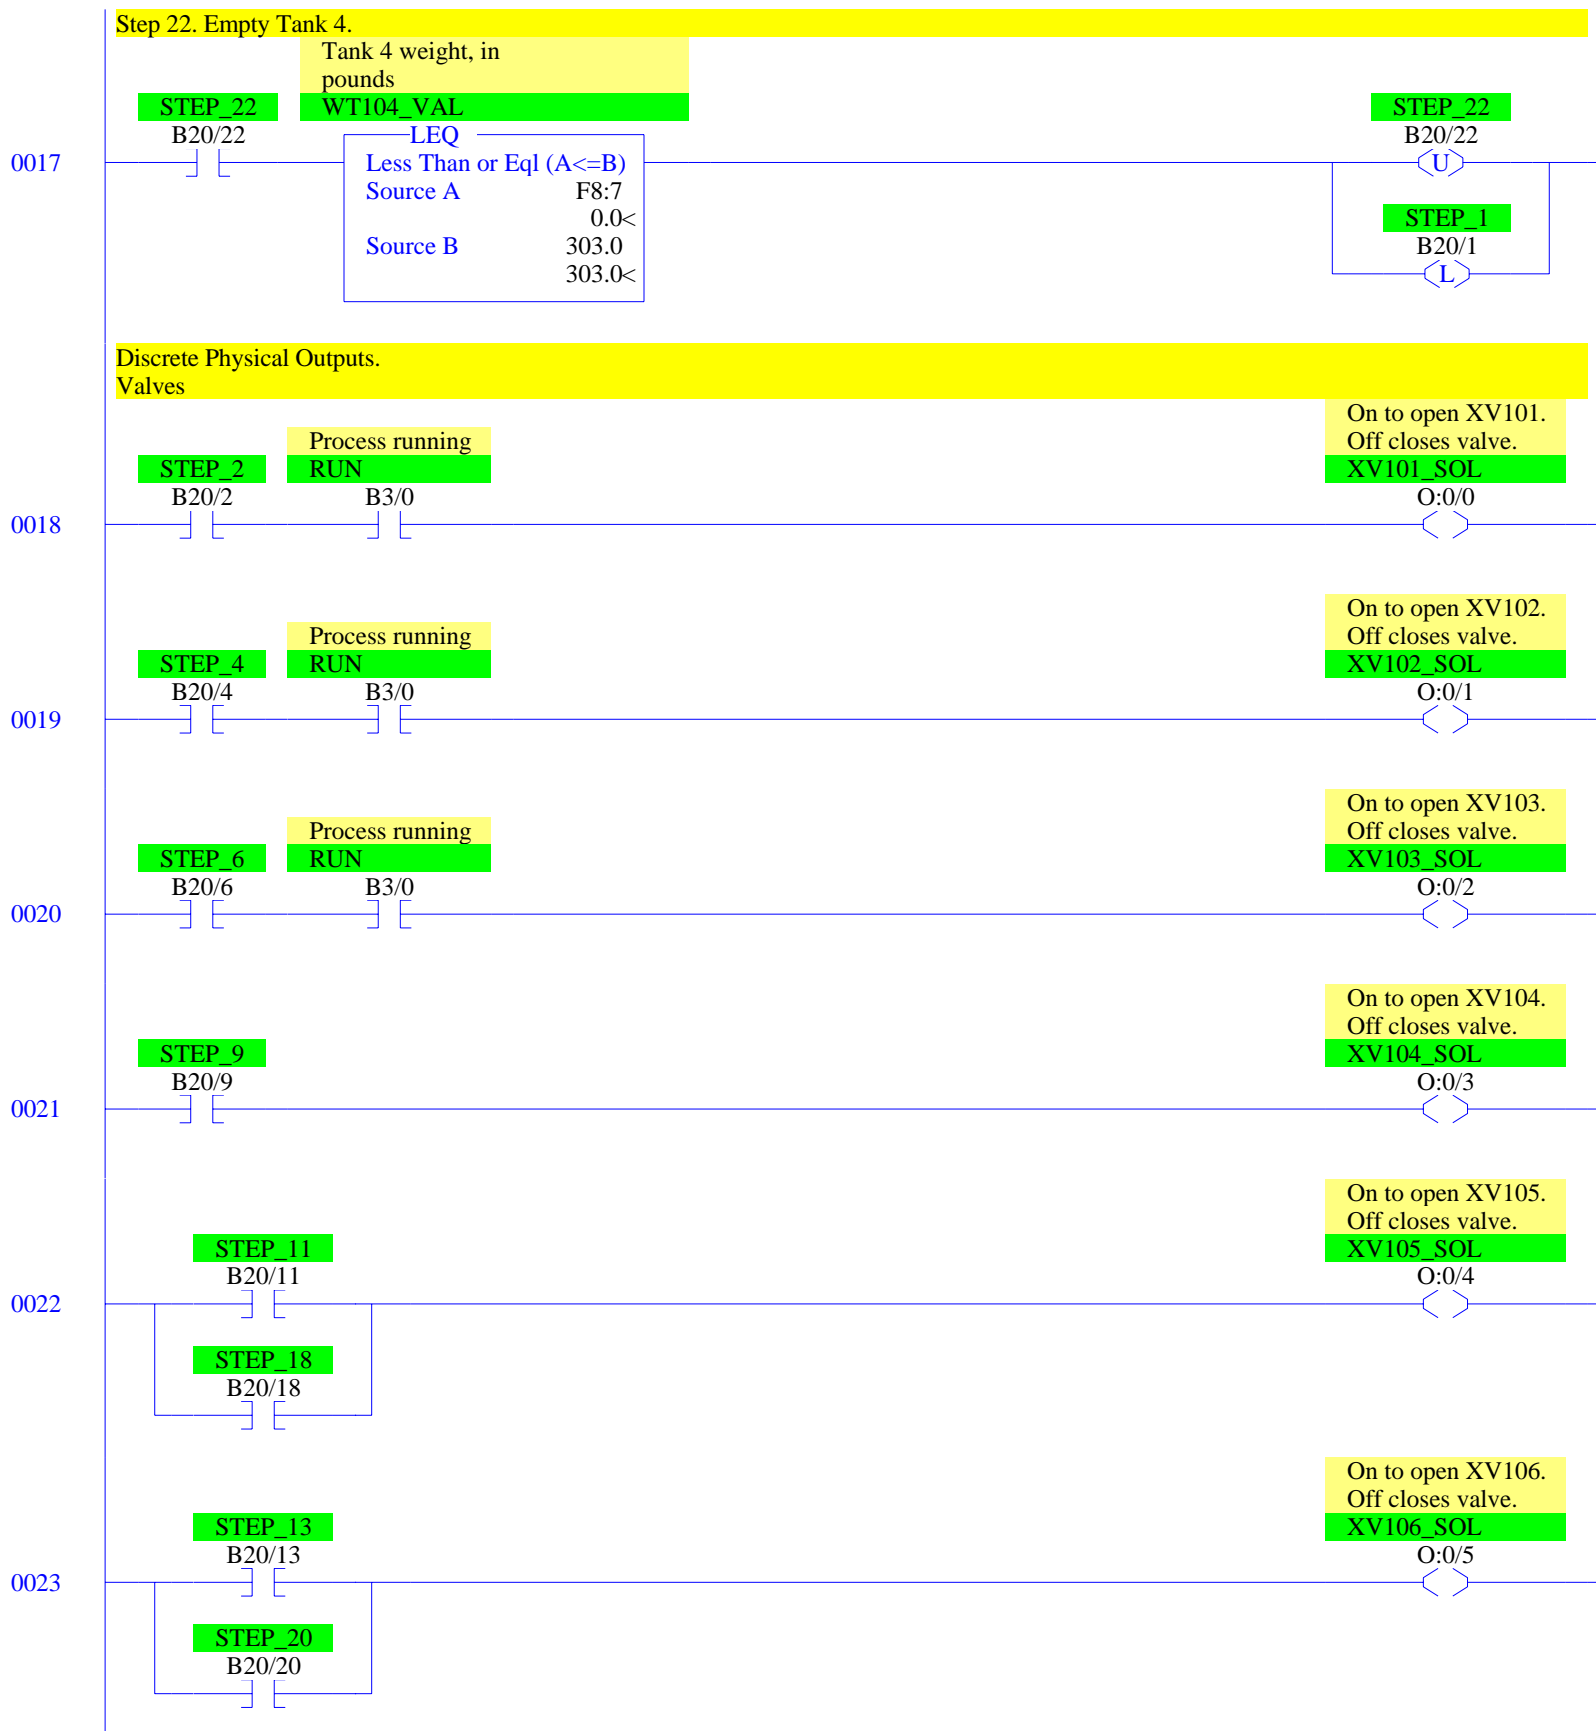 Step 22. Empty Tank 4.
Tank 4 weight, in
pounds
STEP_22
WT104_VAL
STEP_22
B20/22
LEQ
B20/22
0017
Less Than or Eql (A<=B)
U
Source A F8:7
0.0<
STEP_1
Source B 303.0
B20/1
303.0<
L
Discrete Physical Outputs.
Valves
On to open XV101.
Process running
Off closes valve.
STEP_2
RUN
XV101_SOL
B20/2
B3/0
O:0/0
0018
On to open XV102.
Process running
Off closes valve.
STEP_4
RUN
XV102_SOL
B20/4
B3/0
O:0/1
0019
On to open XV103.
Process running
Off closes valve.
STEP_6
RUN
XV103_SOL
B20/6
B3/0
O:0/2
0020
On to open XV104.
Off closes valve.
STEP_9
XV104_SOL
B20/9
O:0/3
0021
On to open XV105.
Off closes valve.
STEP_11
XV105_SOL
B20/11
O:0/4
0022
STEP_18
B20/18
On to open XV106.
Off closes valve.
STEP_13
XV106_SOL
B20/13
O:0/5
0023
STEP_20
B20/20